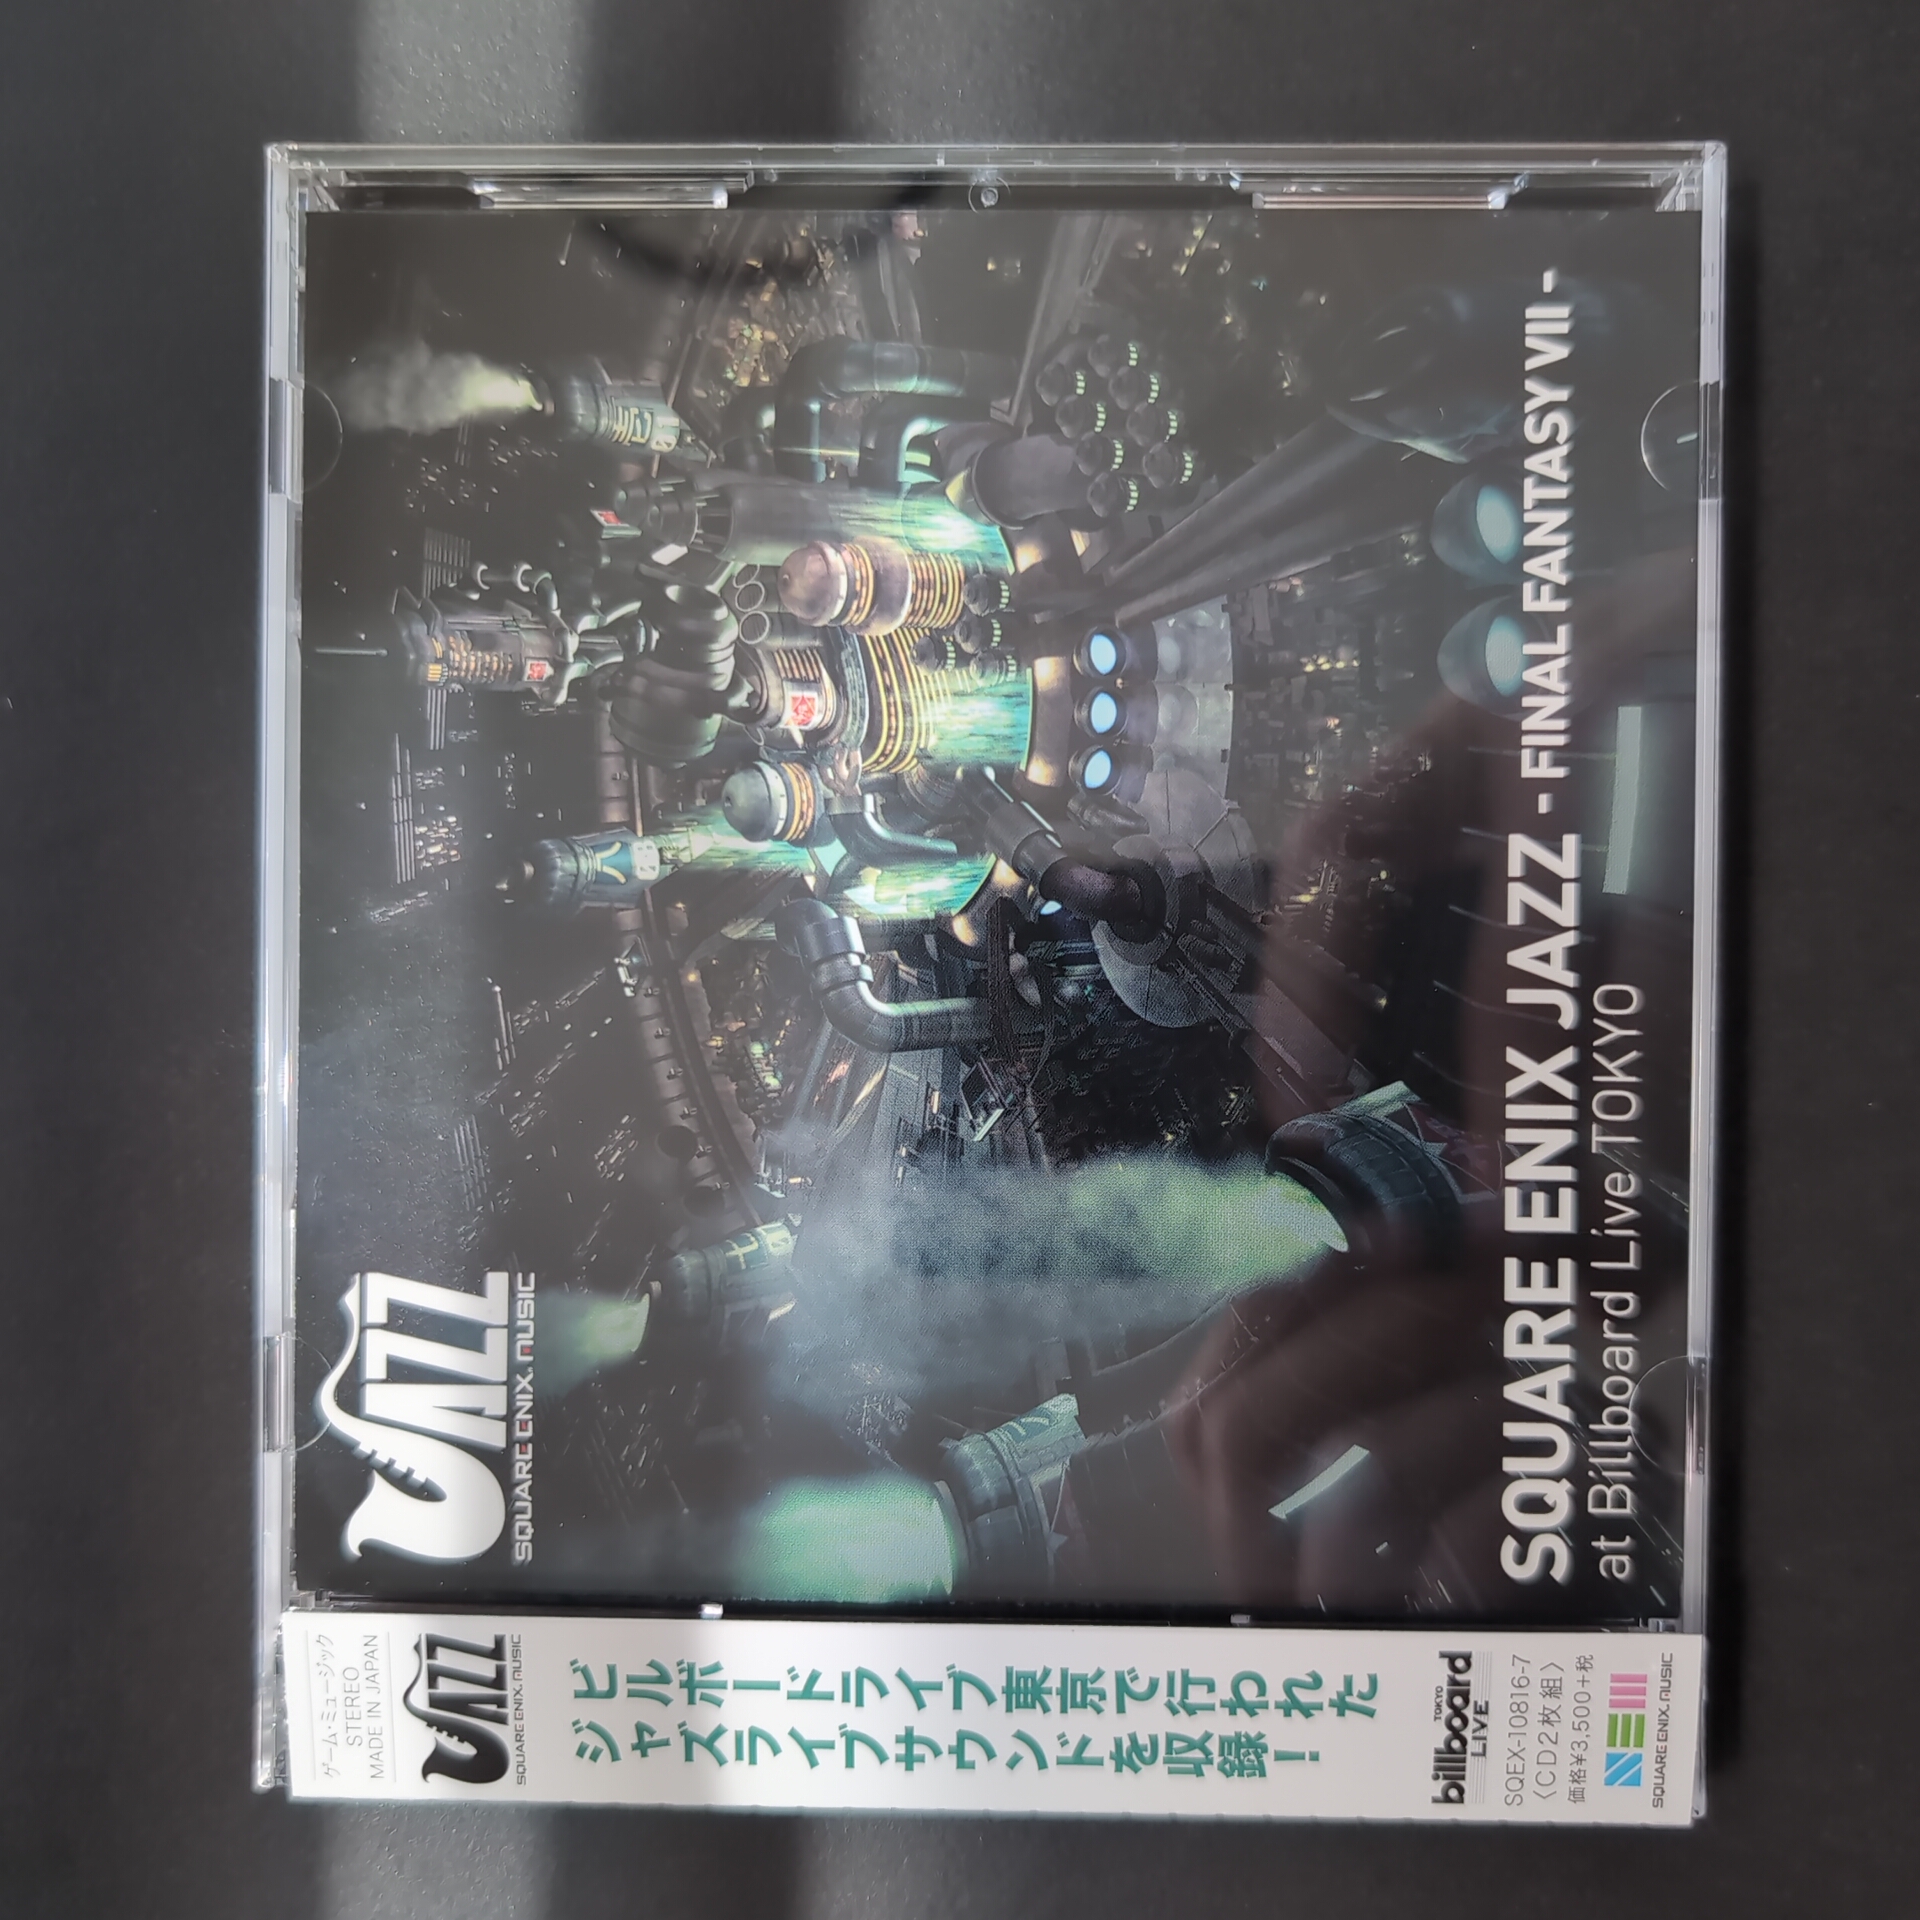 ゲーム・ミュージック
STEREO
MADE IN JAPAN
JAZZ
SQUARE ENIX. MUSIC
ビルボードライブ東京で行われた
ジャズライブサウンドを収録！
TOKYO
billboard
LIVE
SQEX-10816-7
〈CD2枚組〉
価格¥3,500+税
SEM
SQUARE ENIX. MUSIC
JAZZ
SQUARE ENIX. MUSIC
八
七
壱
SQUARE ENIX JAZZ - FINAL FANTASY VII -
at Billboard Live TOKYO